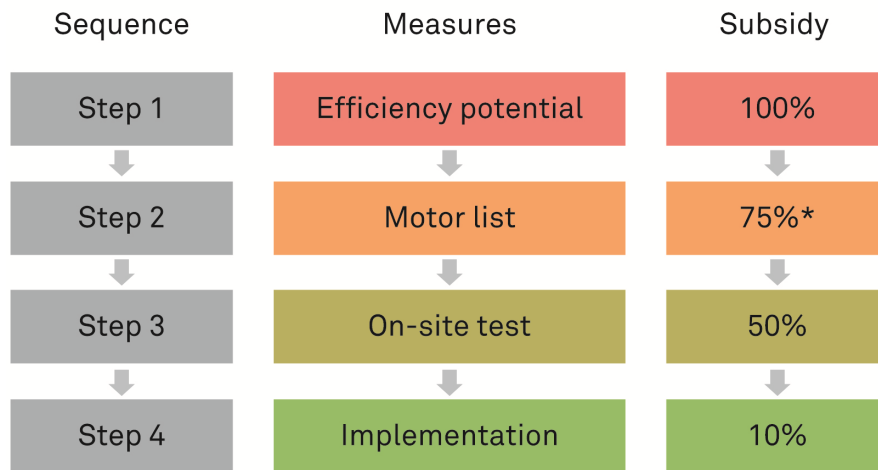 Sequence Measures Subsidy
Step 1 Efficiency potential 100%
Step 2 Motor list 75%*
Step 3 On-site test 50%
Step 4 Implementation 10%